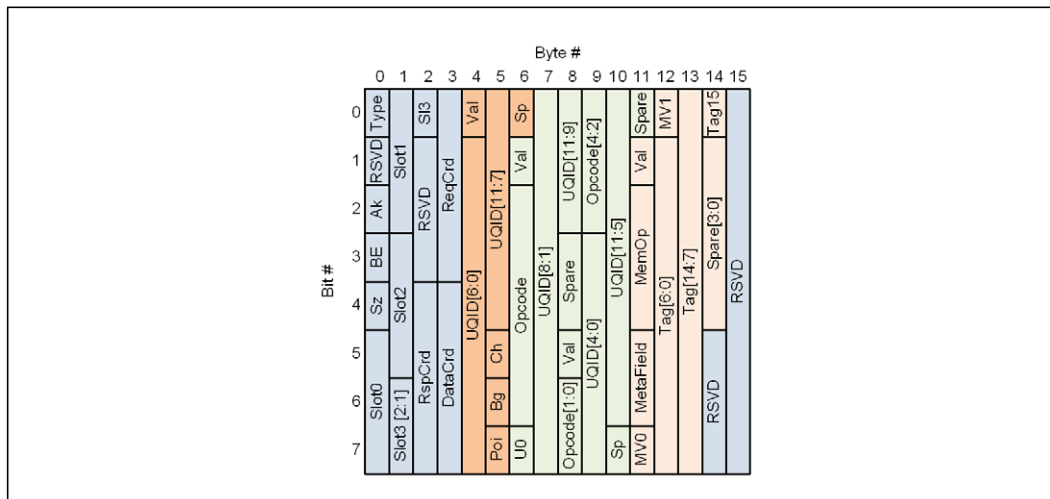 Byte #
0 1 2 3 4 5 6 7 8 9 10 11 12 13 14 15
Bit #
0
1
2
3
4
5
6
7
Type
RSVD
Ak
BE
Sz
Slot0
Slot1
Slot2
Slot3 [2:1]
Sl3
RSVD
RspCrd
ReqCrd
DataCrd
Val
UQID[6:0]
UQID[11:7]
Ch
Bg
Poi
Sp
Val
Opcode
U0
UQID[8:1]
UQID[11:9]
Spare
Val
Opcode[1:0]
Opcode[4:2]
UQID[4:0]
UQID[11:5]
Sp
Spare
Val
MemOp
MetaField
MV0
MV1
Tag[6:0]
Tag[14:7]
Tag15
Spare[3:0]
RSVD
RSVD